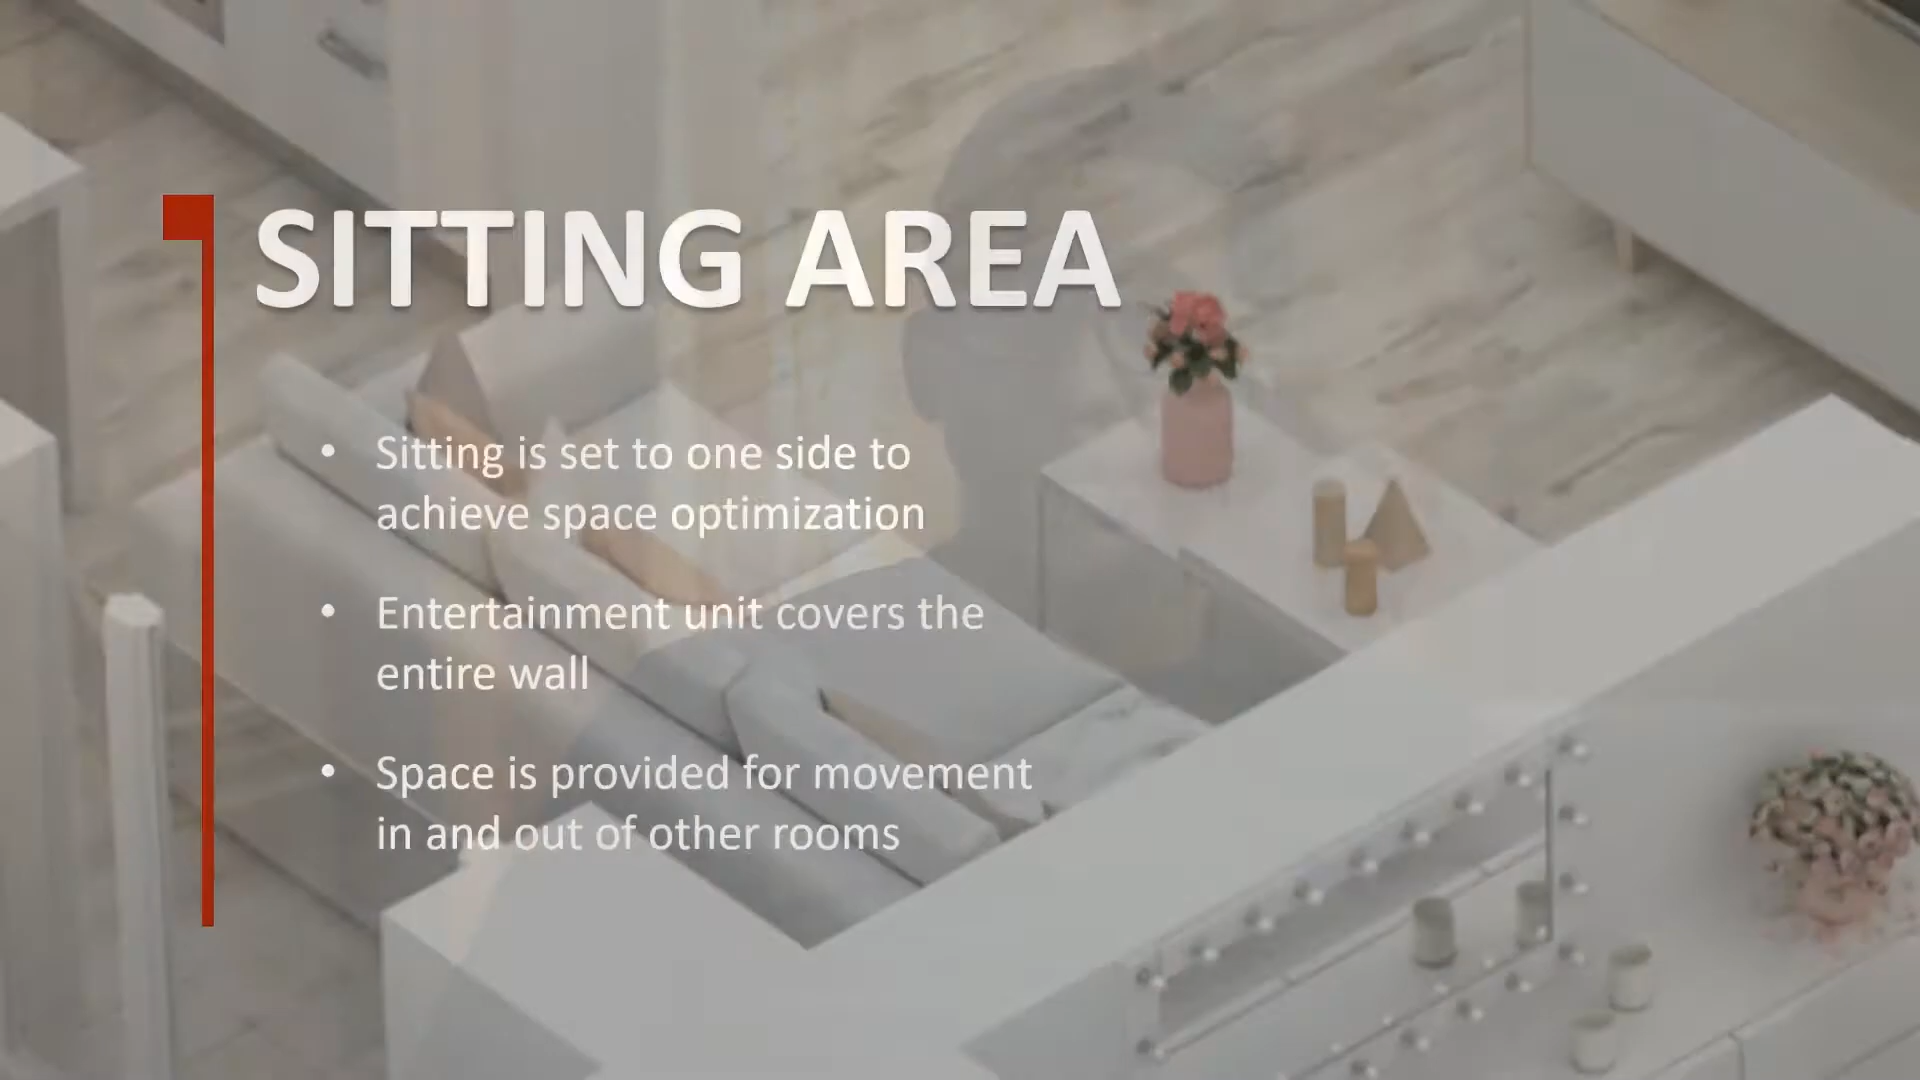 SITTING AREA
• Sitting is set to one side to
achieve space optimization
• Entertainment unit covers the
entire wall
• Space is provided for movement
in and out of other rooms